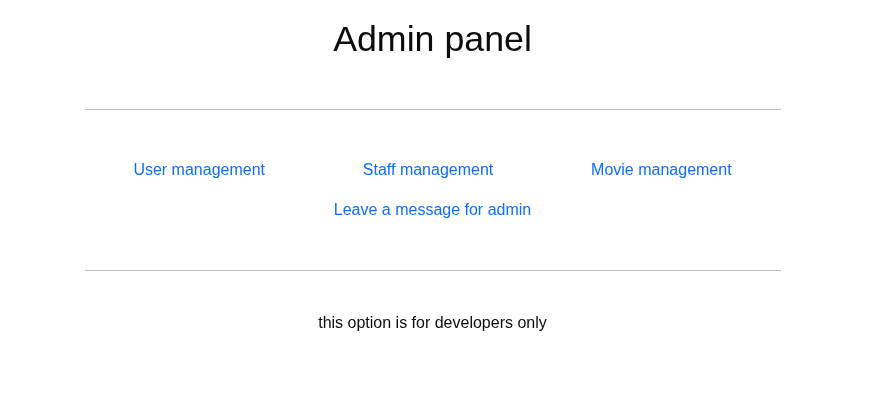 Admin panel
User management Staff management Movie management
Leave a message for admin
this option is for developers only